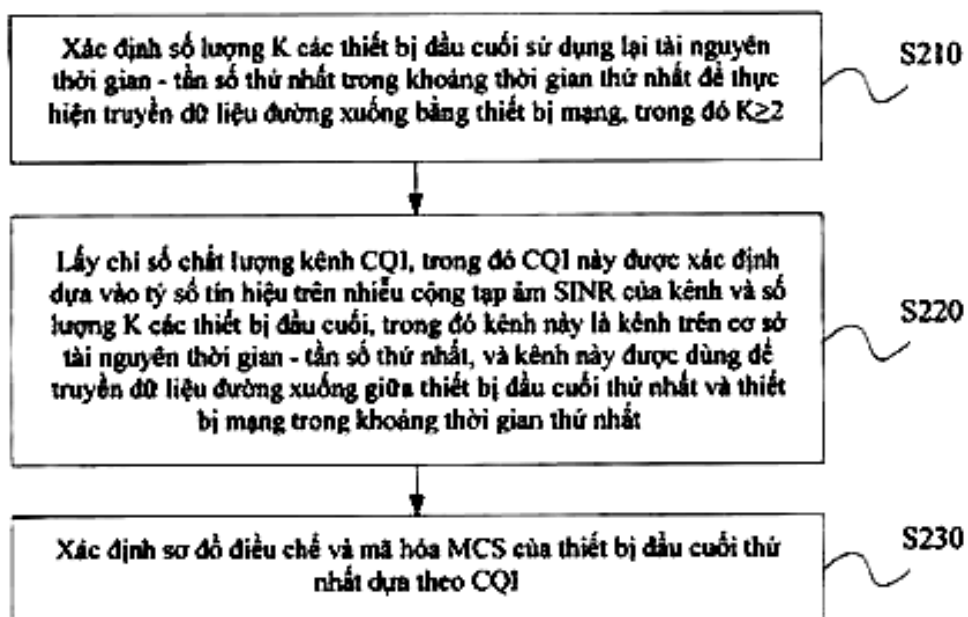 Xác định số lượng K các thiết bị đầu cuối sử dụng lại tài nguyên
thời gian - tần số thứ nhất trong khoảng thời gian thứ nhất để thực
hiện truyền dữ liệu đường xuống bằng thiết bị mạng, trong đó K≥2
S210
Lấy chỉ số chất lượng kênh CQI, trong đó CQI này được xác định
dựa vào tỷ số tín hiệu trên nhiễu cộng tạp âm SINR của kênh và số
lượng K các thiết bị đầu cuối, trong đó kênh này là kênh trên cơ sở
tài nguyên thời gian - tần số thứ nhất, và kênh này được dùng để
truyền dữ liệu đường xuống giữa thiết bị đầu cuối thứ nhất và thiết
bị mạng trong khoảng thời gian thứ nhất
S220
Xác định sơ đồ điều chế và mã hóa MCS của thiết bị đầu cuối thứ
nhất dựa theo CQI
S230